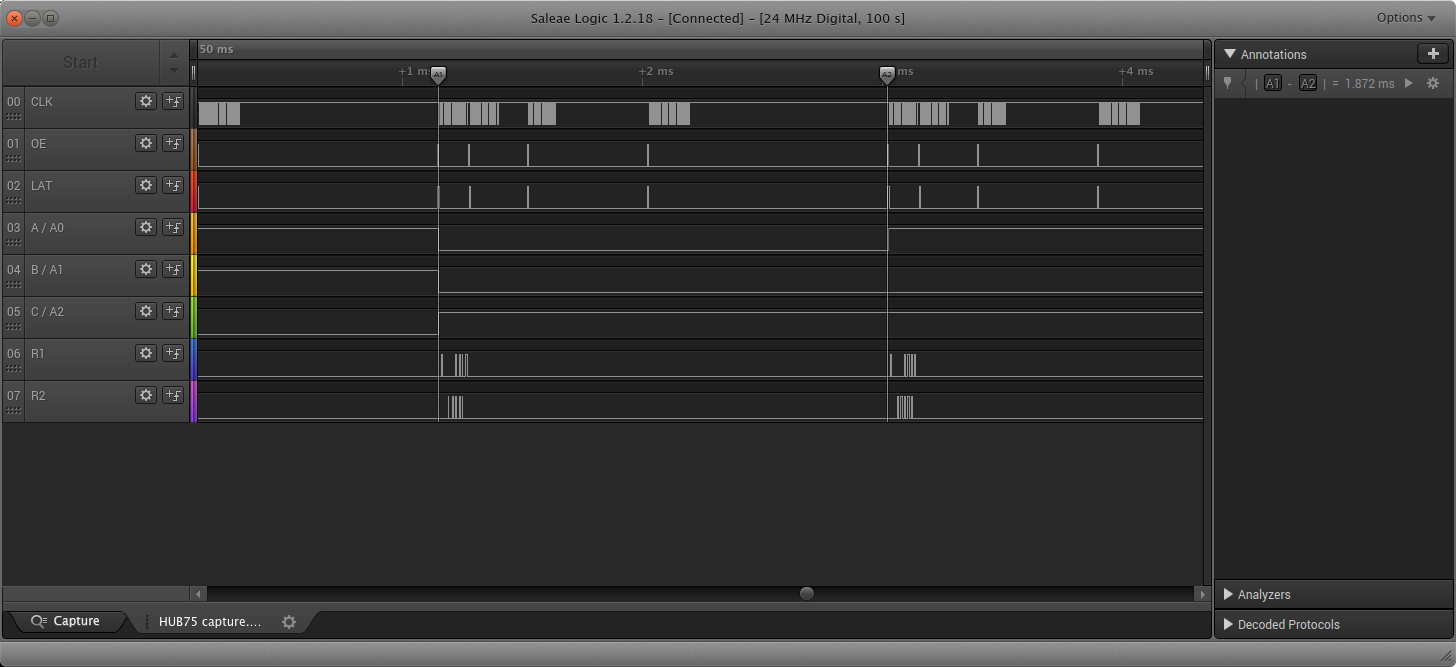 Saleae Logic 1.2.18 - [Connected] - [24 MHz Digital, 100 s]
Options
Start
50 ms
+1 m
+2 ms
ms
+4 ms
A1
A2
00 CLK
01 OE
02 LAT
03 A / A0
04 B / A1
05 C / A2
06 R1
07 R2
Annotations
| A1 - A2 | = 1.872 ms
Analyzers
Decoded Protocols
Capture
HUB75 capture....